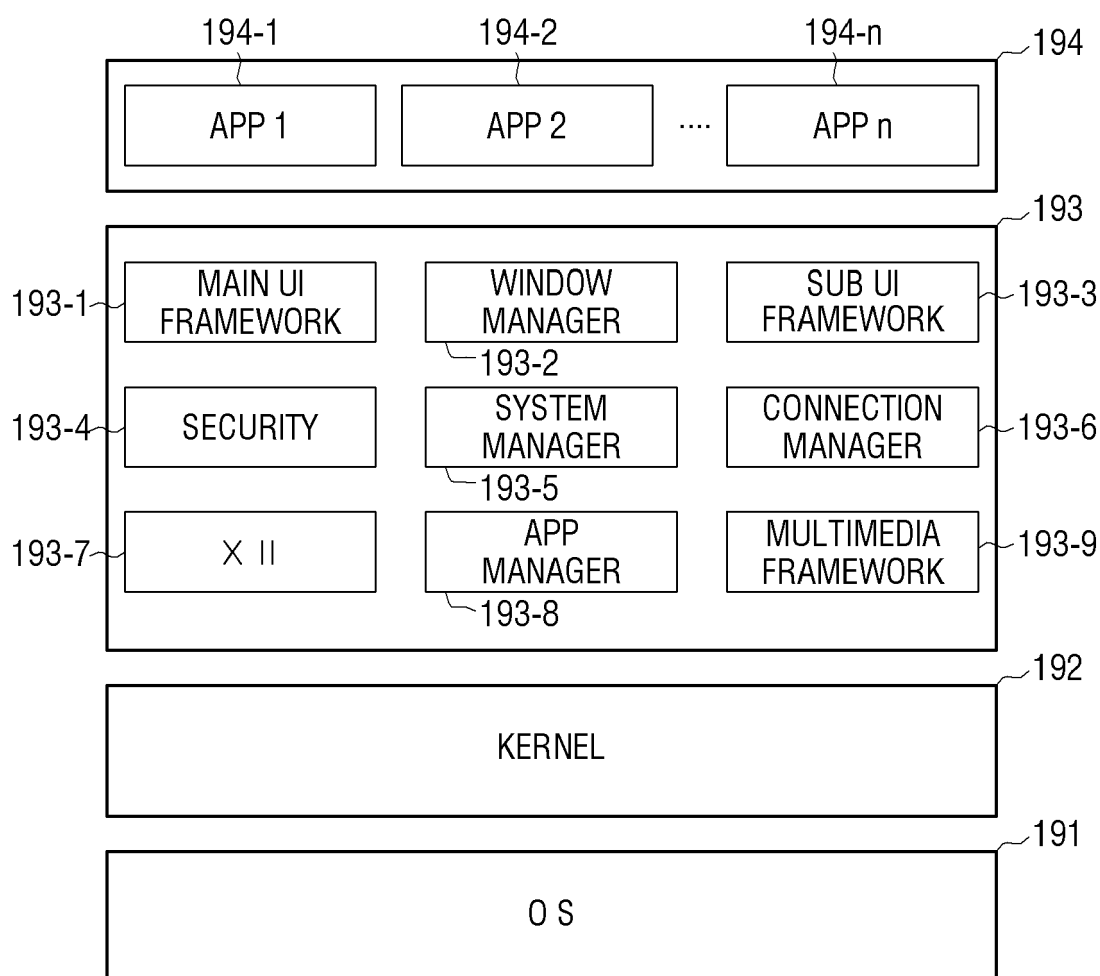 194-1
194-2
194-n
194
APP 1
APP 2
....
APP n
193
193-1
MAIN UI
FRAMEWORK
WINDOW
MANAGER
193-2
SUB UI
FRAMEWORK
193-3
193-4
SECURITY
SYSTEM
MANAGER
193-5
CONNECTION
MANAGER
193-6
193-7
X II
APP
MANAGER
193-8
MULTIMEDIA
FRAMEWORK
193-9
192
KERNEL
191
O S